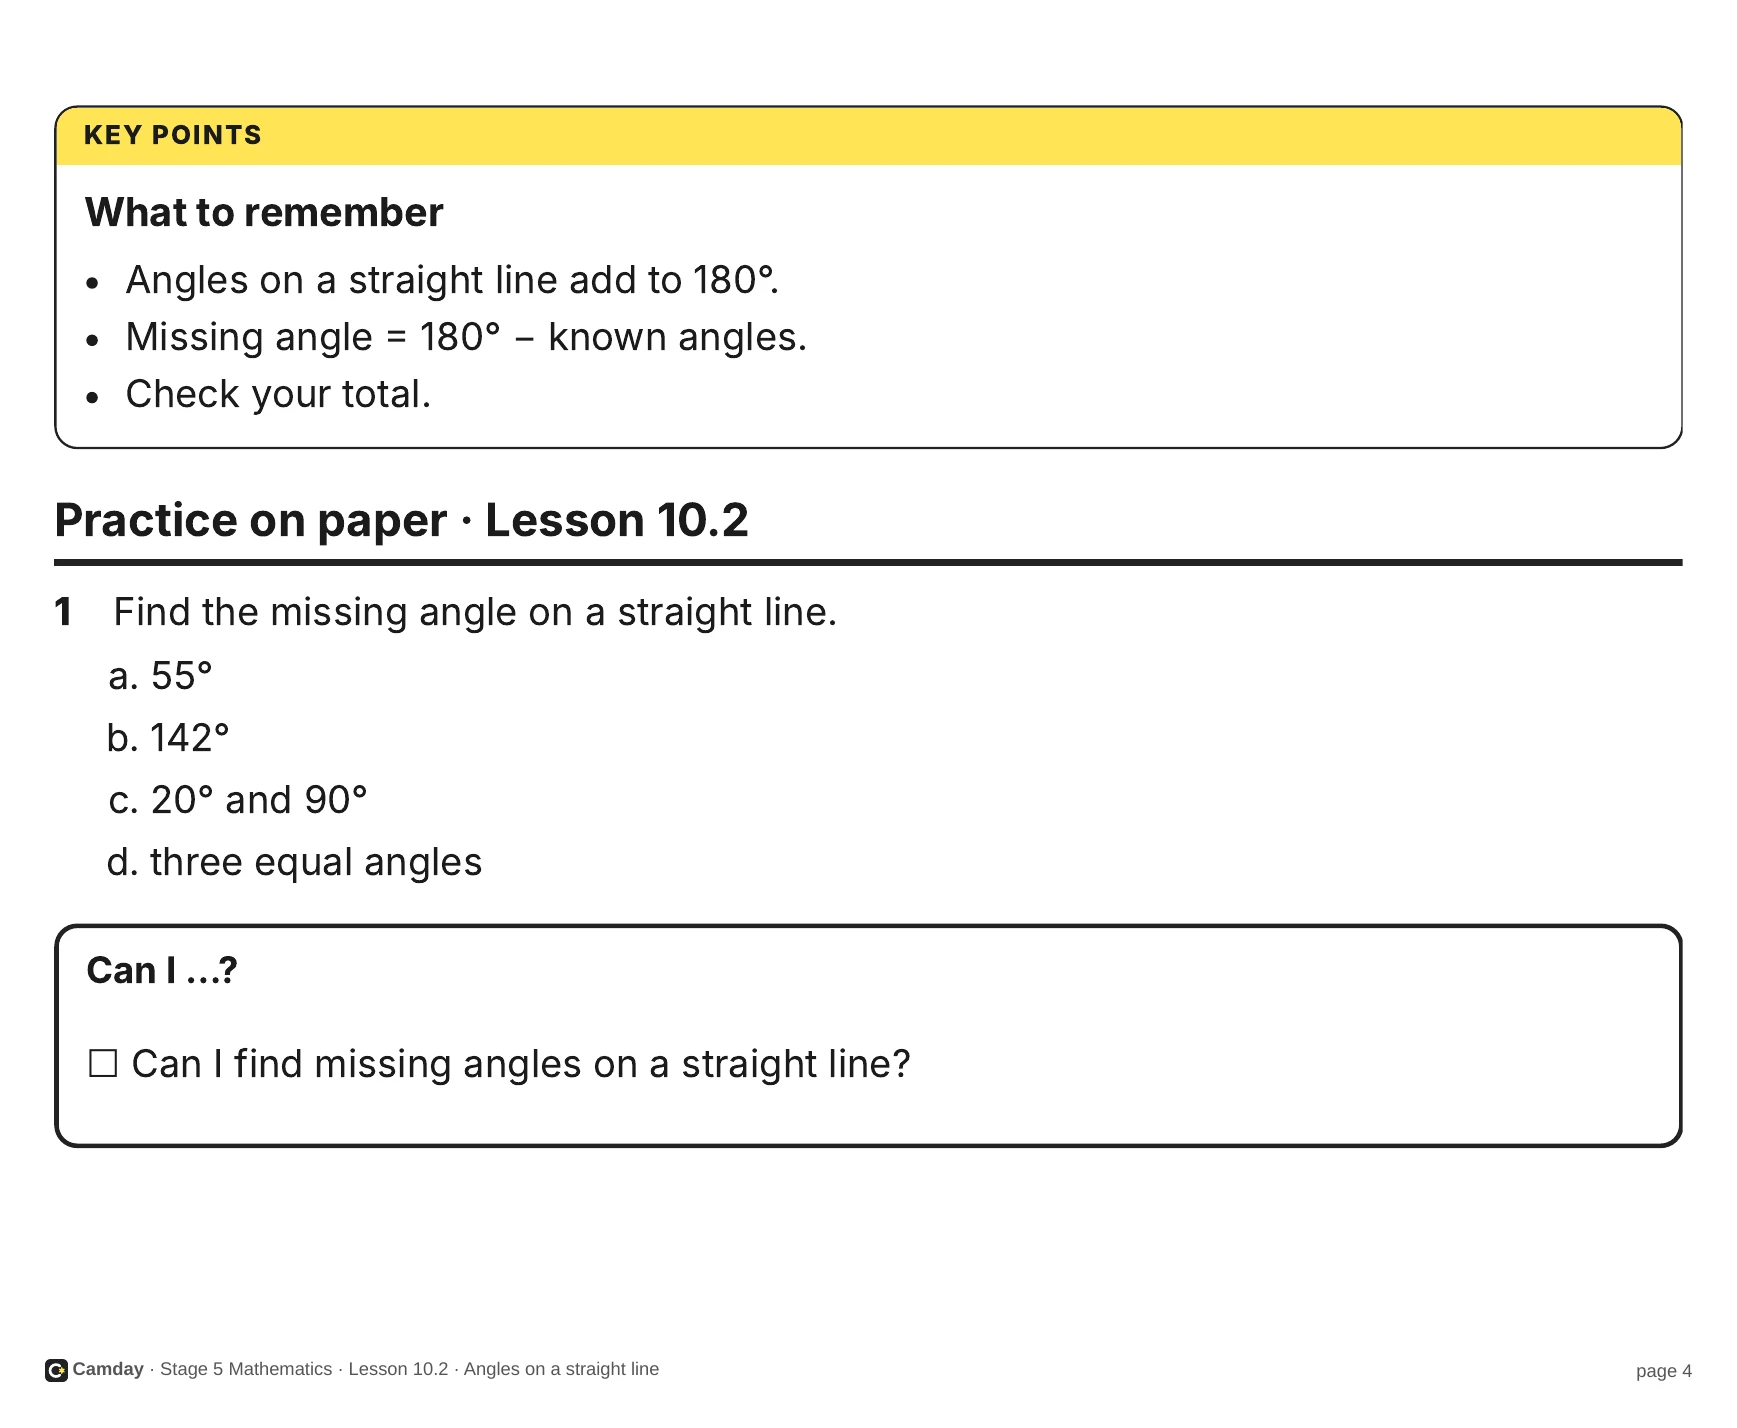 KEY POINTS
What to remember
• Angles on a straight line add to 180°.
• Missing angle = 180° − known angles.
• Check your total.
Practice on paper · Lesson 10.2
1 Find the missing angle on a straight line.
a. 55°
b. 142°
c. 20° and 90°
d. three equal angles
Can I …?
☐ Can I find missing angles on a straight line?
Camday · Stage 5 Mathematics · Lesson 10.2 · Angles on a straight line
page 4